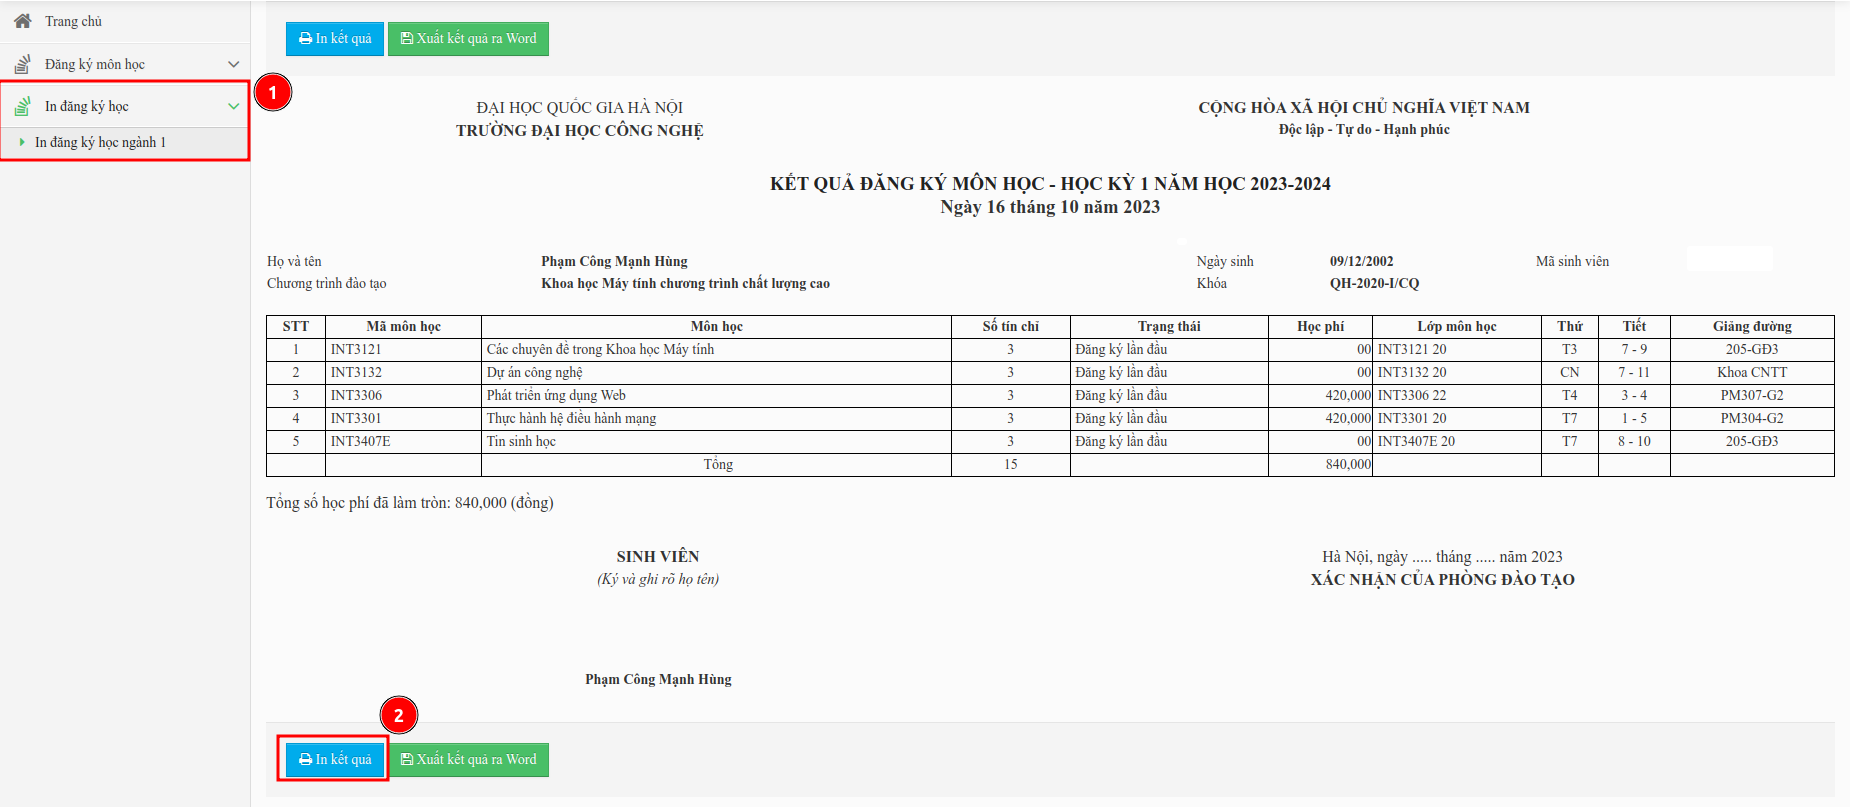 Trang chủ
Đăng ký môn học
In đăng ký học
In đăng ký học ngành 1
1
In kết quả Xuất kết quả ra Word
ĐẠI HỌC QUỐC GIA HÀ NỘI
TRƯỜNG ĐẠI HỌC CÔNG NGHỆ
CỘNG HÒA XÃ HỘI CHỦ NGHĨA VIỆT NAM
Độc lập - Tự do - Hạnh phúc
KẾT QUẢ ĐĂNG KÝ MÔN HỌC - HỌC KỲ 1 NĂM HỌC 2023-2024
Ngày 16 tháng 10 năm 2023
Họ và tên Phạm Công Mạnh Hùng Ngày sinh 09/12/2002 Mã sinh viên
Chương trình đào tạo Khoa học Máy tính chương trình chất lượng cao Khóa QH-2020-I/CQ
STT Mã môn học Môn học Số tín chỉ Trạng thái Học phí Lớp môn học Thứ Tiết Giảng đường
1 INT3121 Các chuyên đề trong Khoa học Máy tính 3 Đăng ký lần đầu 00 INT3121 20 T3 7 - 9 205-GĐ3
2 INT3132 Dự án công nghệ 3 Đăng ký lần đầu 00 INT3132 20 CN 7 - 11 Khoa CNTT
3 INT3306 Phát triển ứng dụng Web 3 Đăng ký lần đầu 420,000 INT3306 22 T4 3 - 4 PM307-G2
4 INT3301 Thực hành hệ điều hành mạng 3 Đăng ký lần đầu 420,000 INT3301 20 T7 1 - 5 PM304-G2
5 INT3407E Tin sinh học 3 Đăng ký lần đầu 00 INT3407E 20 T7 8 - 10 205-GĐ3
Tổng 15 840,000
Tổng số học phí đã làm tròn: 840,000 (đồng)
SINH VIÊN
(Ký và ghi rõ họ tên)
Hà Nội, ngày ..... tháng ..... năm 2023
XÁC NHẬN CỦA PHÒNG ĐÀO TẠO
Phạm Công Mạnh Hùng
2
In kết quả Xuất kết quả ra Word